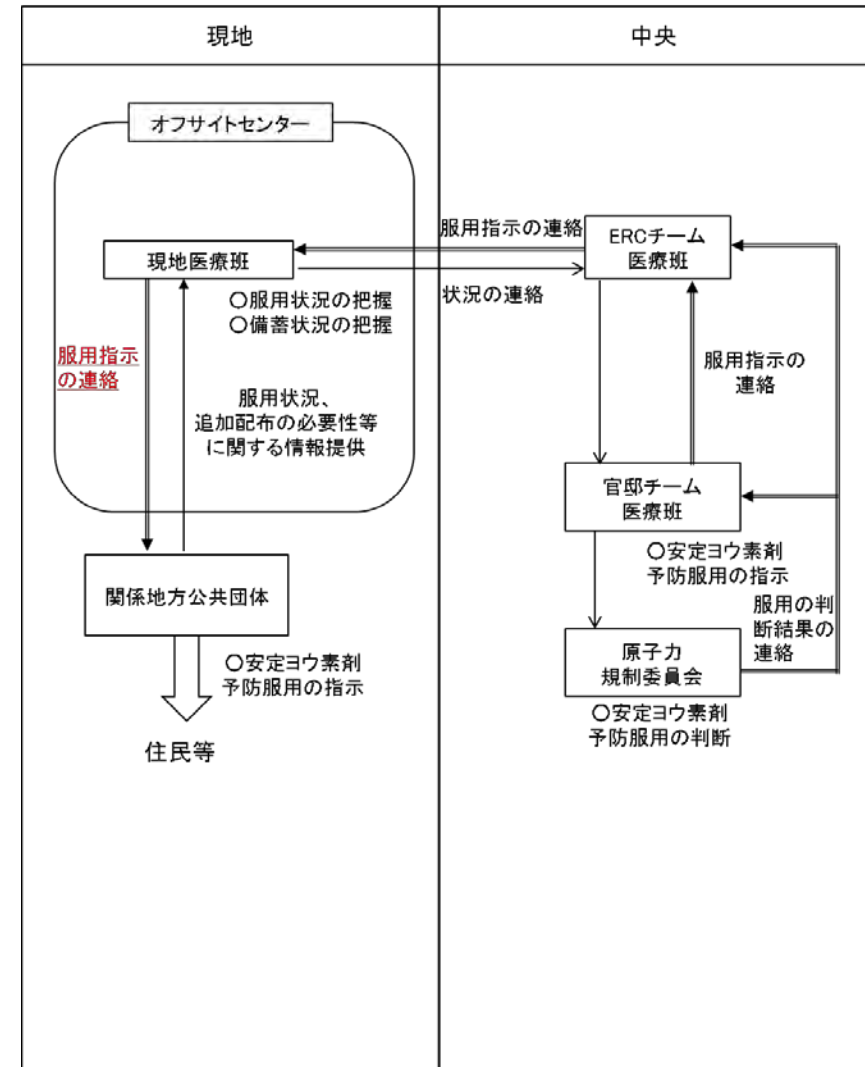 現地
中央
オフサイトセンター
現地医療班
服用指示の連絡
ERCチーム
医療班
状況の連絡
○服用状況の把握
○備蓄状況の把握
服用指示
の連絡
服用状況、
追加配布の必要性等
に関する情報提供
服用指示の
連絡
官邸チーム
医療班
○安定ヨウ素剤
予防服用の指示
関係地方公共団体
○安定ヨウ素剤
予防服用の指示
住民等
服用の判
断結果の
連絡
原子力
規制委員会
○安定ヨウ素剤
予防服用の判断